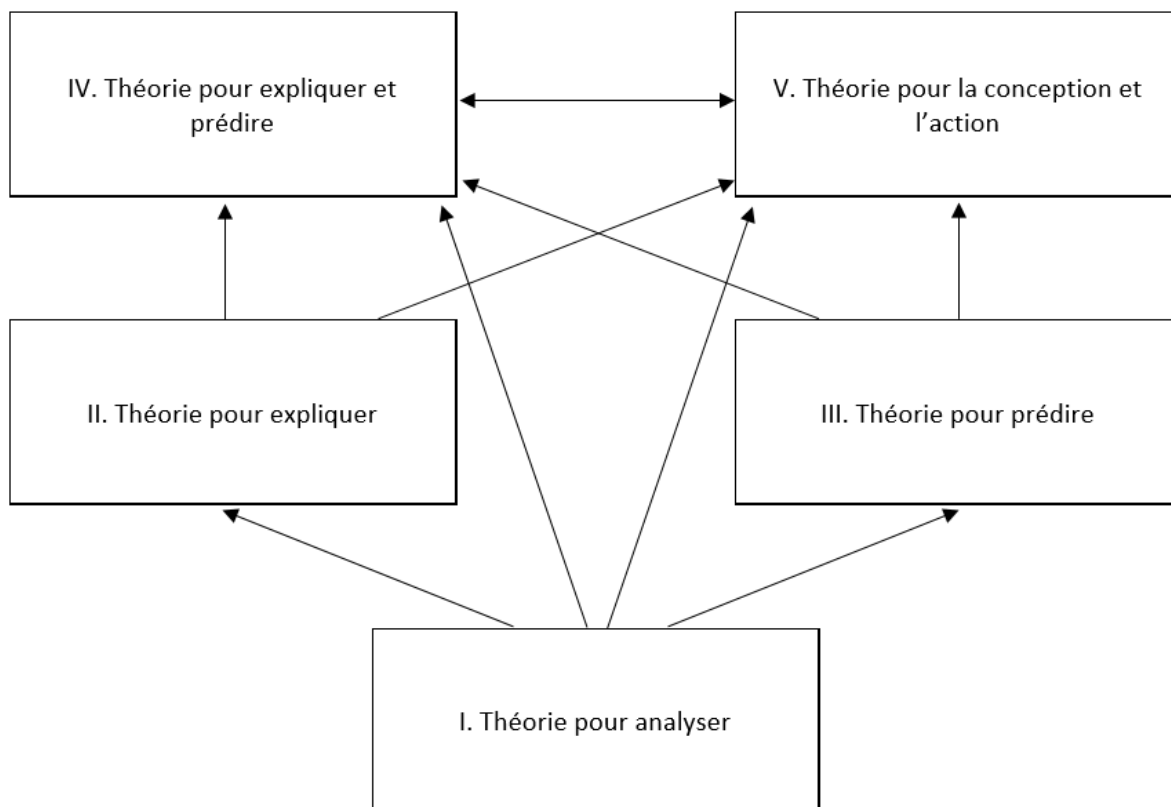 IV. Théorie pour expliquer et
prédire
V. Théorie pour la conception et
l’action
II. Théorie pour expliquer
III. Théorie pour prédire
I. Théorie pour analyser